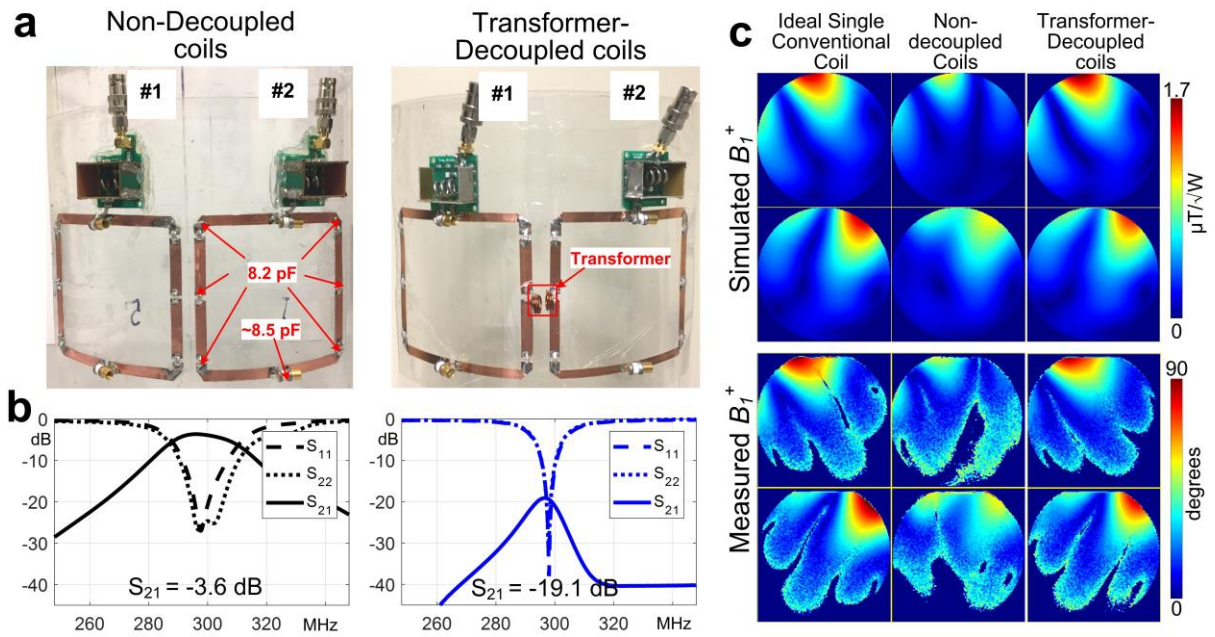 a
Non-Decoupled
coils
Transformer-
Decoupled coils
#1
#2
8.2 pF
~8.5 pF
#1
#2
Transformer
b
0
dB
-10
-20
-30
-40
S11
S22
S21
S21 = -3.6 dB
260
280
300
320
MHz
0
dB
-10
-20
-30
-40
S11
S22
S21
S21 = -19.1 dB
260
280
300
320
MHz
c
Ideal Single
Conventional
Coil
Non-
decoupled
Coils
Transformer-
Decoupled
coils
Simulated B1+
1.7
μT/√W
0
Measured B1+
90
degrees
0